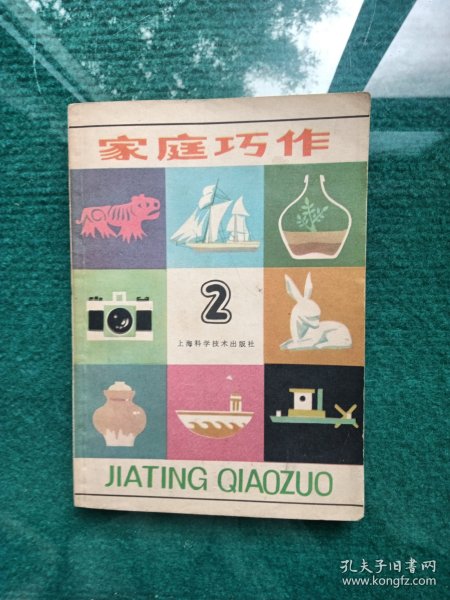 家庭巧作
2
上海科学技术出版社
JIATING QIAOZUO
孔夫子旧书网
www.kongfz.com